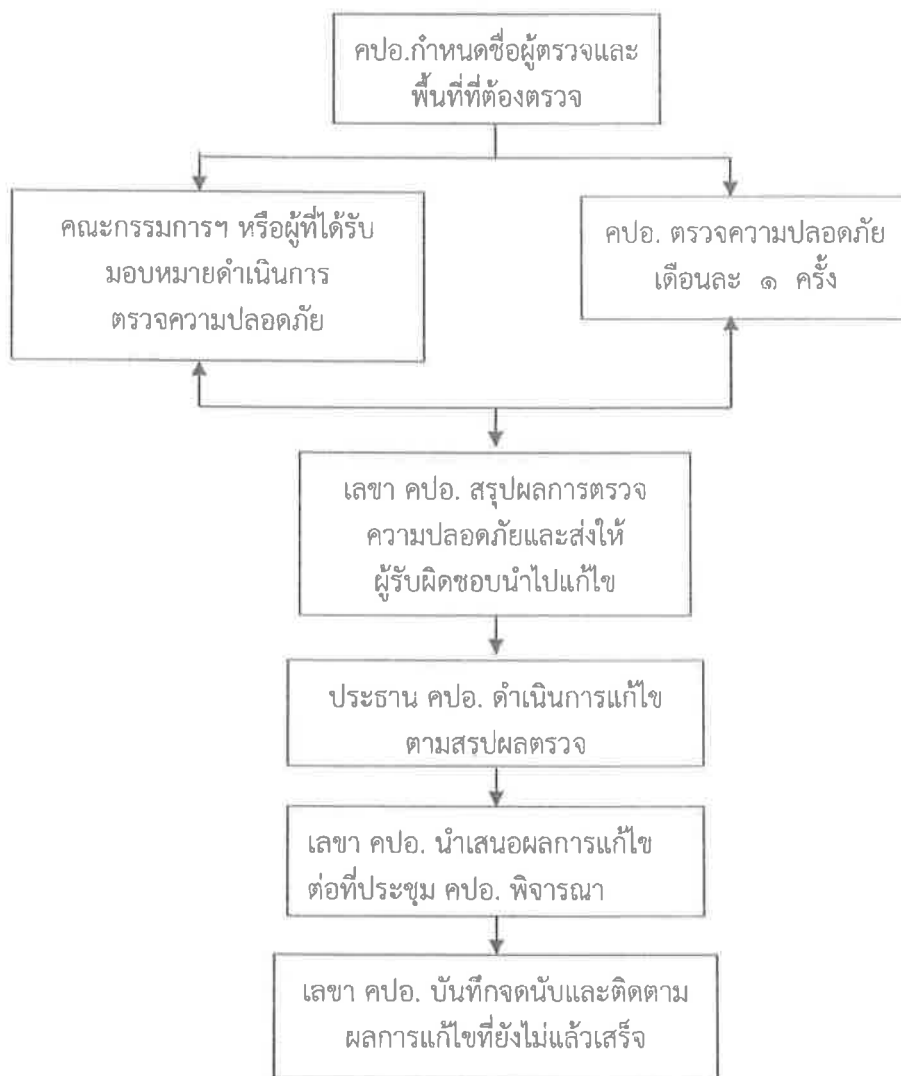 คปอ.กำหนดชื่อผู้ตรวจและ
พื้นที่ที่ต้องตรวจ
คณะกรรมการฯ หรือผู้ที่ได้รับ
มอบหมายดำเนินการ
ตรวจความปลอดภัย
คปอ. ตรวจความปลอดภัย
เดือนละ ๑ ครั้ง
เลขา คปอ. สรุปผลการตรวจ
ความปลอดภัยและส่งให้
ผู้รับผิดชอบนำไปแก้ไข
ประธาน คปอ. ดำเนินการแก้ไข
ตามสรปผลตรวจ
เลขา คปอ. นำเสนอผลการแก้ไข
ต่อที่ประชุม คปอ. พิจารณา
เลขา คปอ. บันทึกจดนับและติดตาม
ผลการแก้ไขที่ยังไม่แล้วเสร็จ